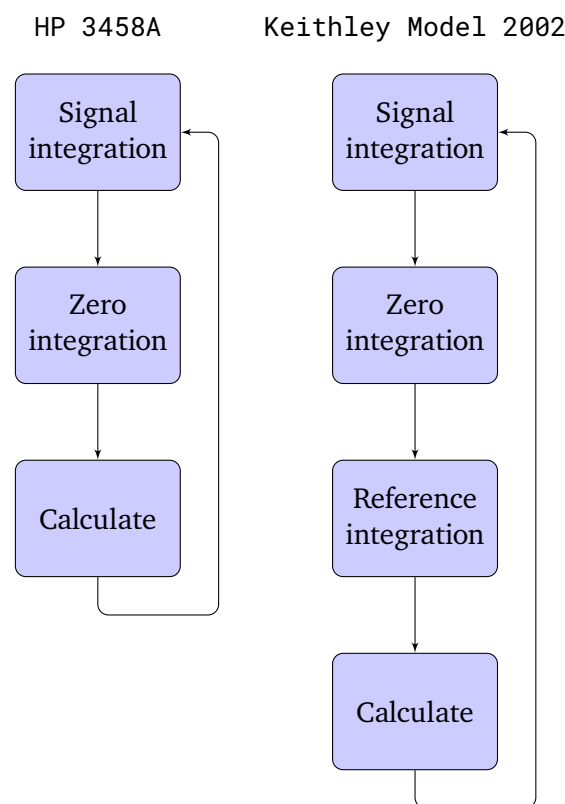 HP 3458A
Signal
integration
Zero
integration
Calculate
Keithley Model 2002
Signal
integration
Zero
integration
Reference
integration
Calculate